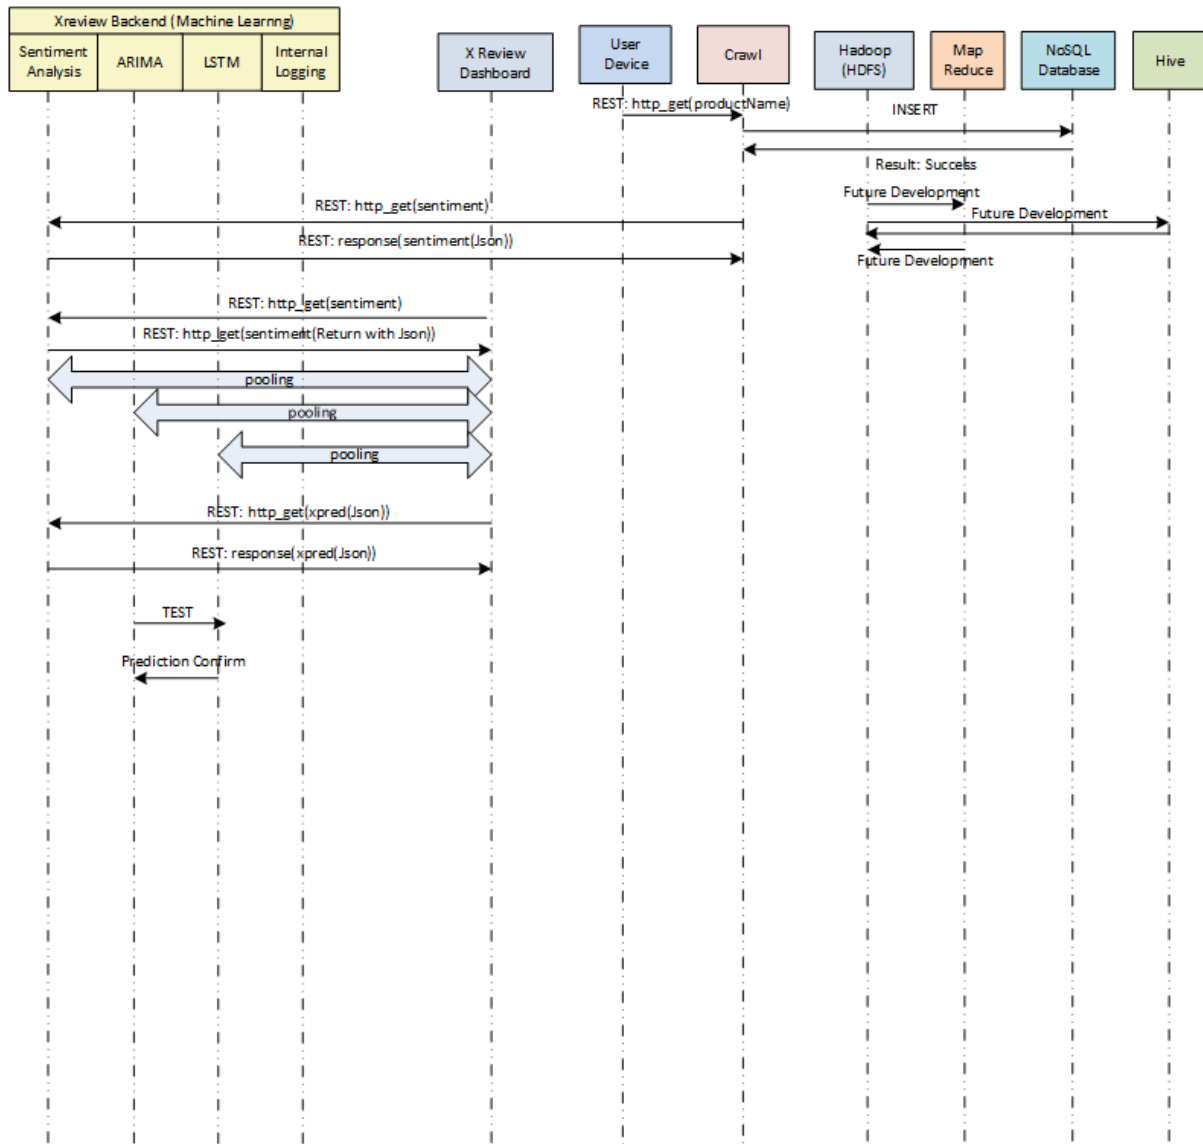 Xreview Backend (Machine Learnng)
Sentiment
Analysis
ARIMA
LSTM
Internal
Logging
X Review
Dashboard
User
Device
Crawl
Hadoop
(HDFS)
Map
Reduce
NoSQL
Database
Hive
REST: http_get(productName)
INSERT
Result: Success
Future Development
REST: http_get(sentiment)
Future Development
REST: response(sentiment(Json))
Future Development
REST: http_get(sentiment)
REST: http_get(sentiment(Return with Json))
pooling
pooling
pooling
REST: http_get(xpred(Json))
REST: response(xpred(Json))
TEST
Prediction Confirm